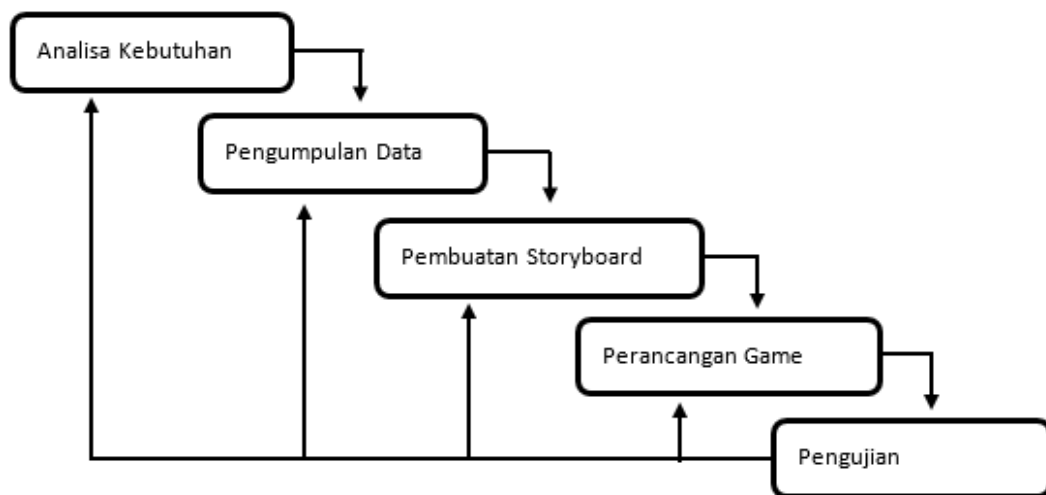 Analisa Kebutuhan
Pengumpulan Data
Pembuatan Storyboard
Perancangan Game
Pengujian